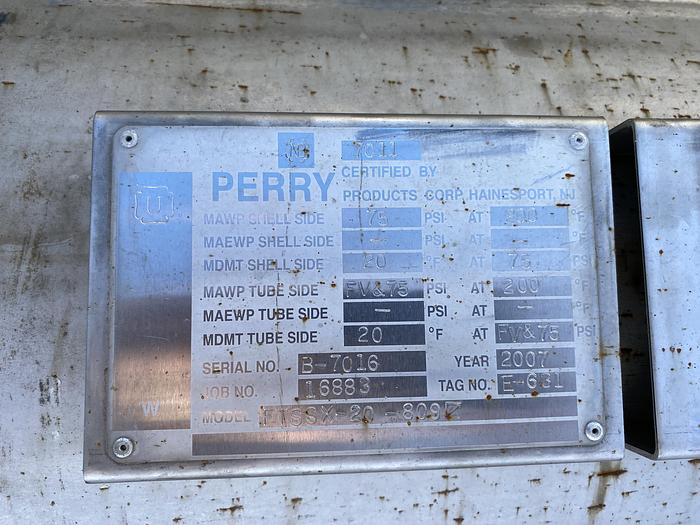 U
CERTIFIED BY
PERRY PRODUCTS CORP. HAINESPORT, NJ
MAWP SHELL SIDE 75 PSI AT °F
MAEWP SHELL SIDE - PSI AT - °F
MDMT SHELL SIDE 20 °F AT 75 PSI
MAWP TUBE SIDE FV&75 PSI AT 200 °F
MAEWP TUBE SIDE - PSI AT - °F
MDMT TUBE SIDE 20 °F AT FV&75 PSI
SERIAL NO. B-7016 YEAR 2007
JOB NO. 16883 TAG NO. E-631
W MODEL